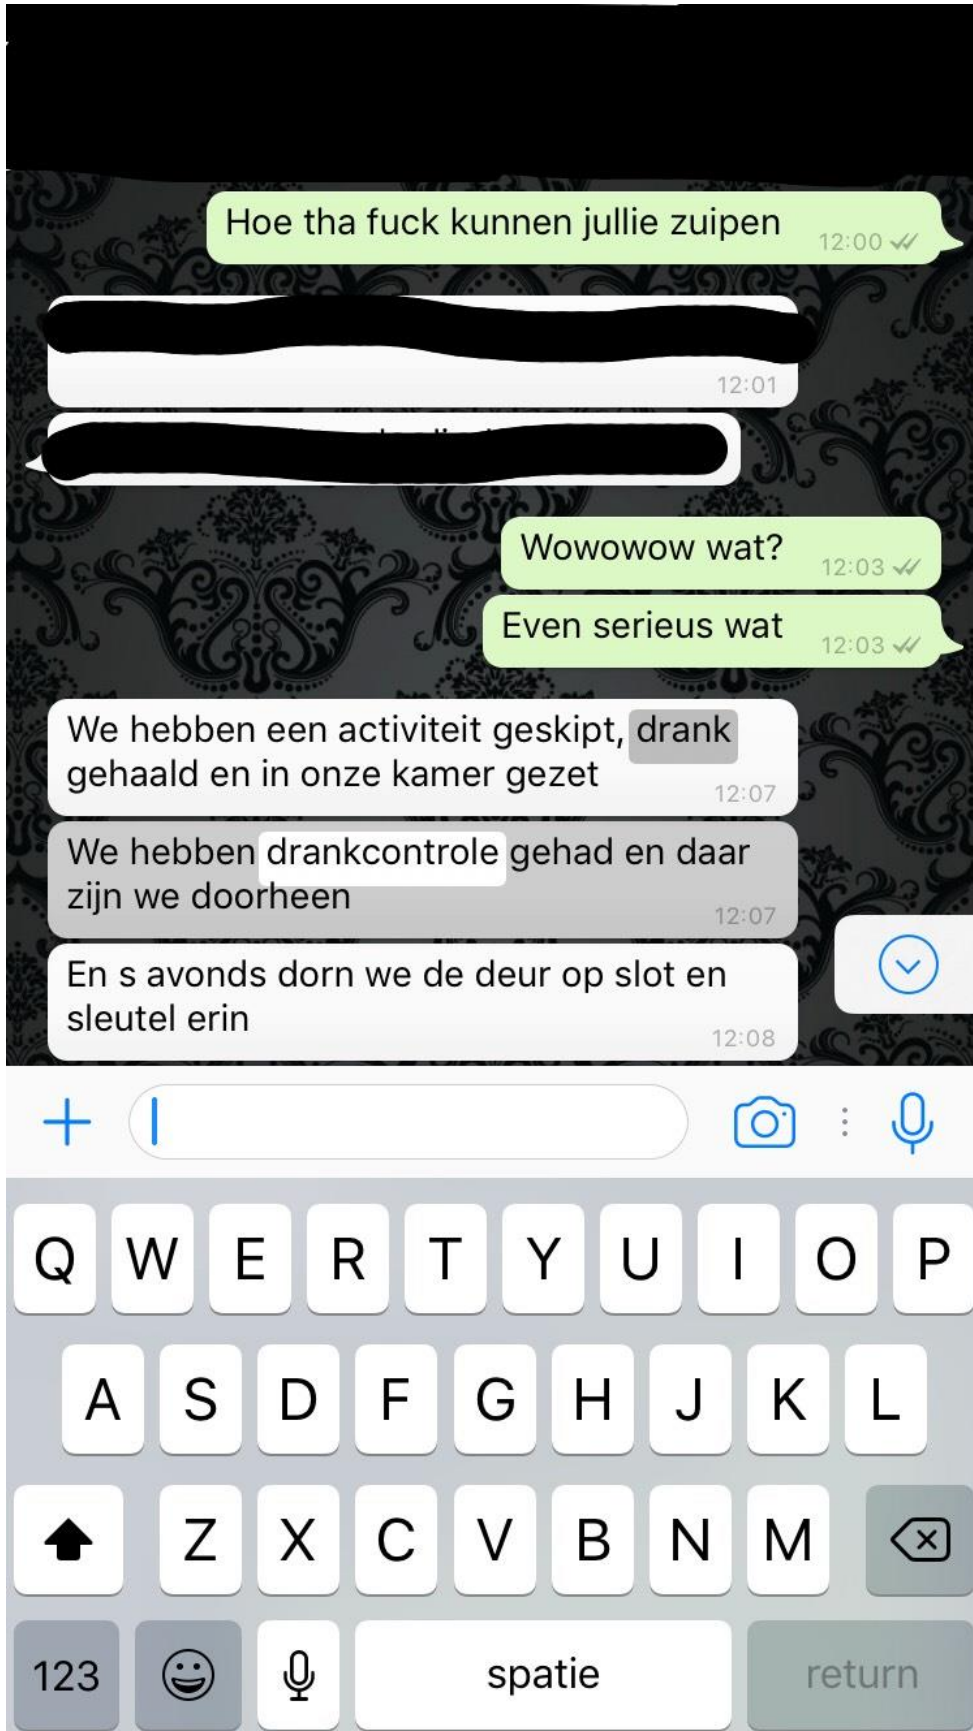 Hoe tha fuck kunnen jullie zuipen
12:00
12:01
Wowowow wat?
12:03
Even serieus wat
12:03
We hebben een activiteit geskipt, drank
gehaald en in onze kamer gezet
12:07
We hebben drankcontrole gehad en daar
zijn we doorheen
12:07
En s avonds dorn we de deur op slot en
sleutel erin
12:08
Q W E R T Y U I O P
A S D F G H J K L
Z X C V B N M
123 spatie return